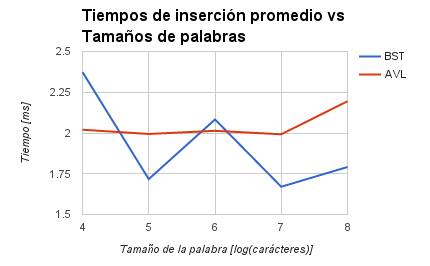 Tiempos de inserción promedio vs
Tamaños de palabras
2.5
2.25
2
1.75
1.5
Tiempo [ms]
4
5
6
7
8
Tamaño de la palabra [log(carácteres)]
BST
AVL